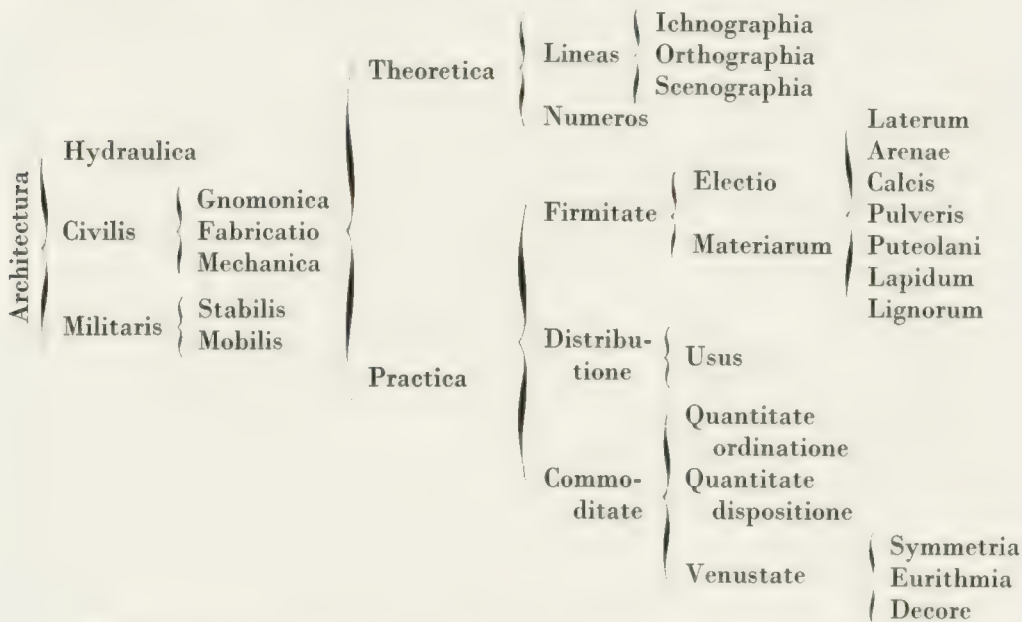 Architectura
Hydraulica
Civilis
Gnomonica
Fabricatio
Mechanica
Militaris
Stabilis
Mobilis
Theoretica
Lineas
Ichnographia
Orthographia
Scenographia
Numeros
Practica
Firmitate
Electio
Materiarum
Laterum
Arenae
Calcis
Pulveris
Puteolani
Lapidum
Lignorum
Distribu-
tione
Usus
Commo-
ditate
Quantitate
ordinatione
Quantitate
dispositione
Venustate
Symmetria
Eurithmia
Decore